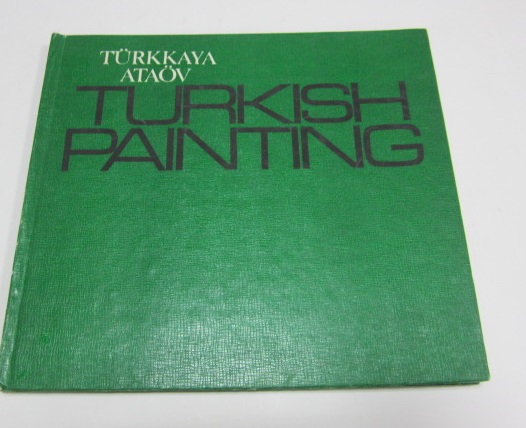 TÜRKKAYA
ATAÖV
TURKISH
PAINTING